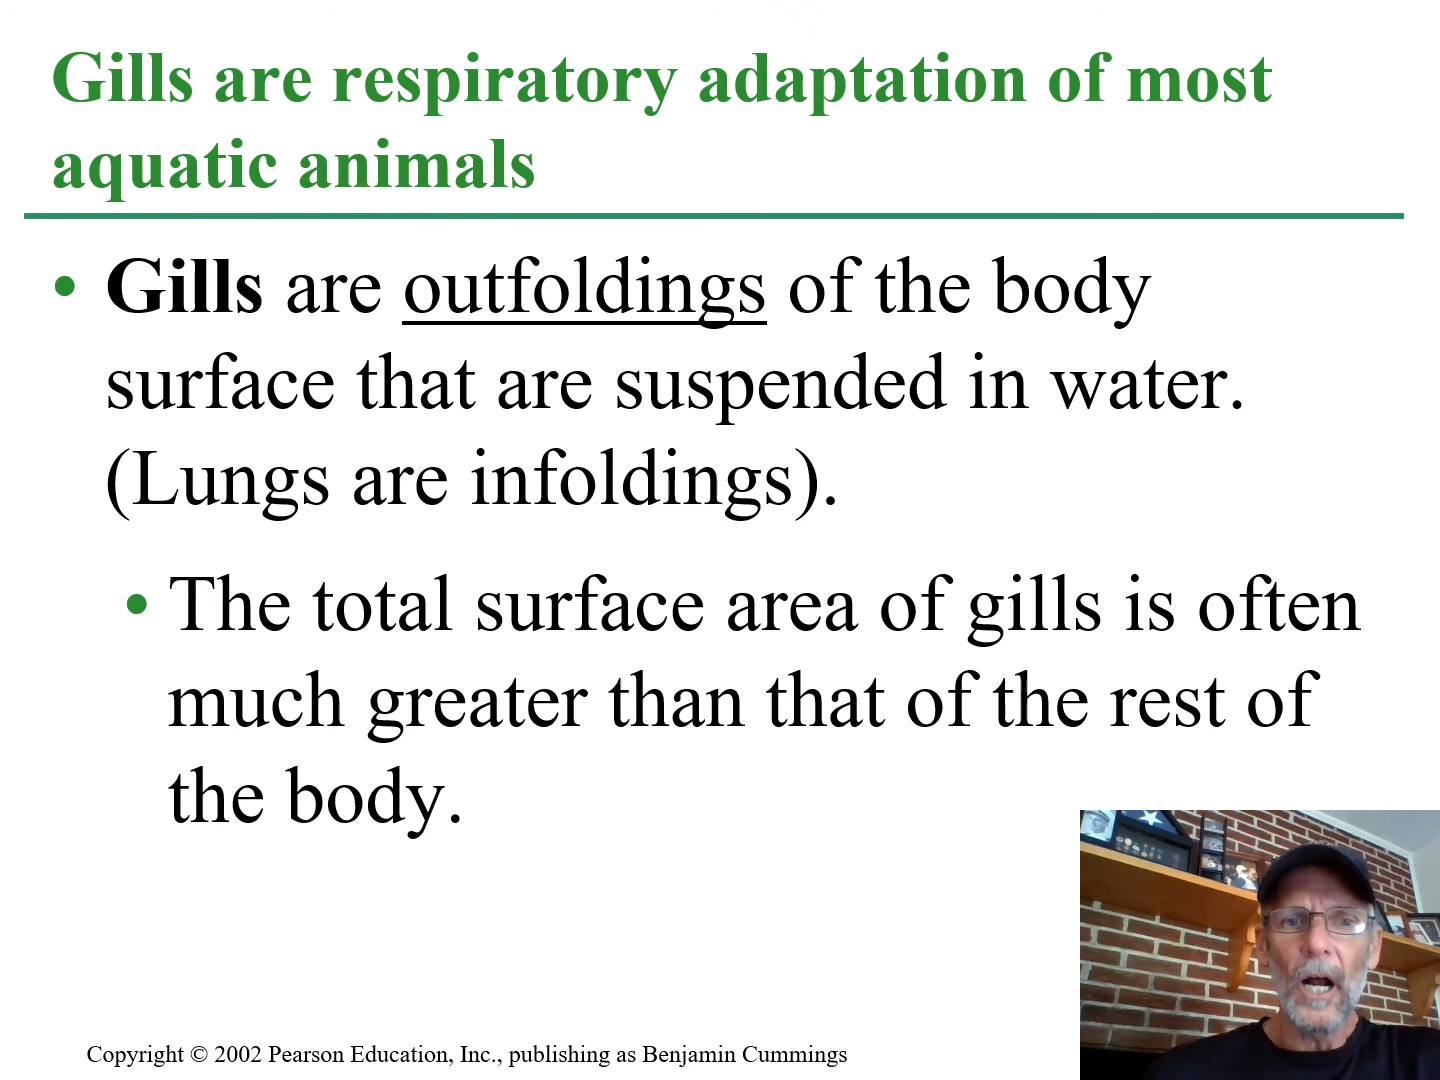 Gills are respiratory adaptation of most
aquatic animals
• Gills are outfoldings of the body
surface that are suspended in water.
(Lungs are infoldings).
• The total surface area of gills is often
much greater than that of the rest of
the body.
Copyright © 2002 Pearson Education, Inc., publishing as Benjamin Cummings